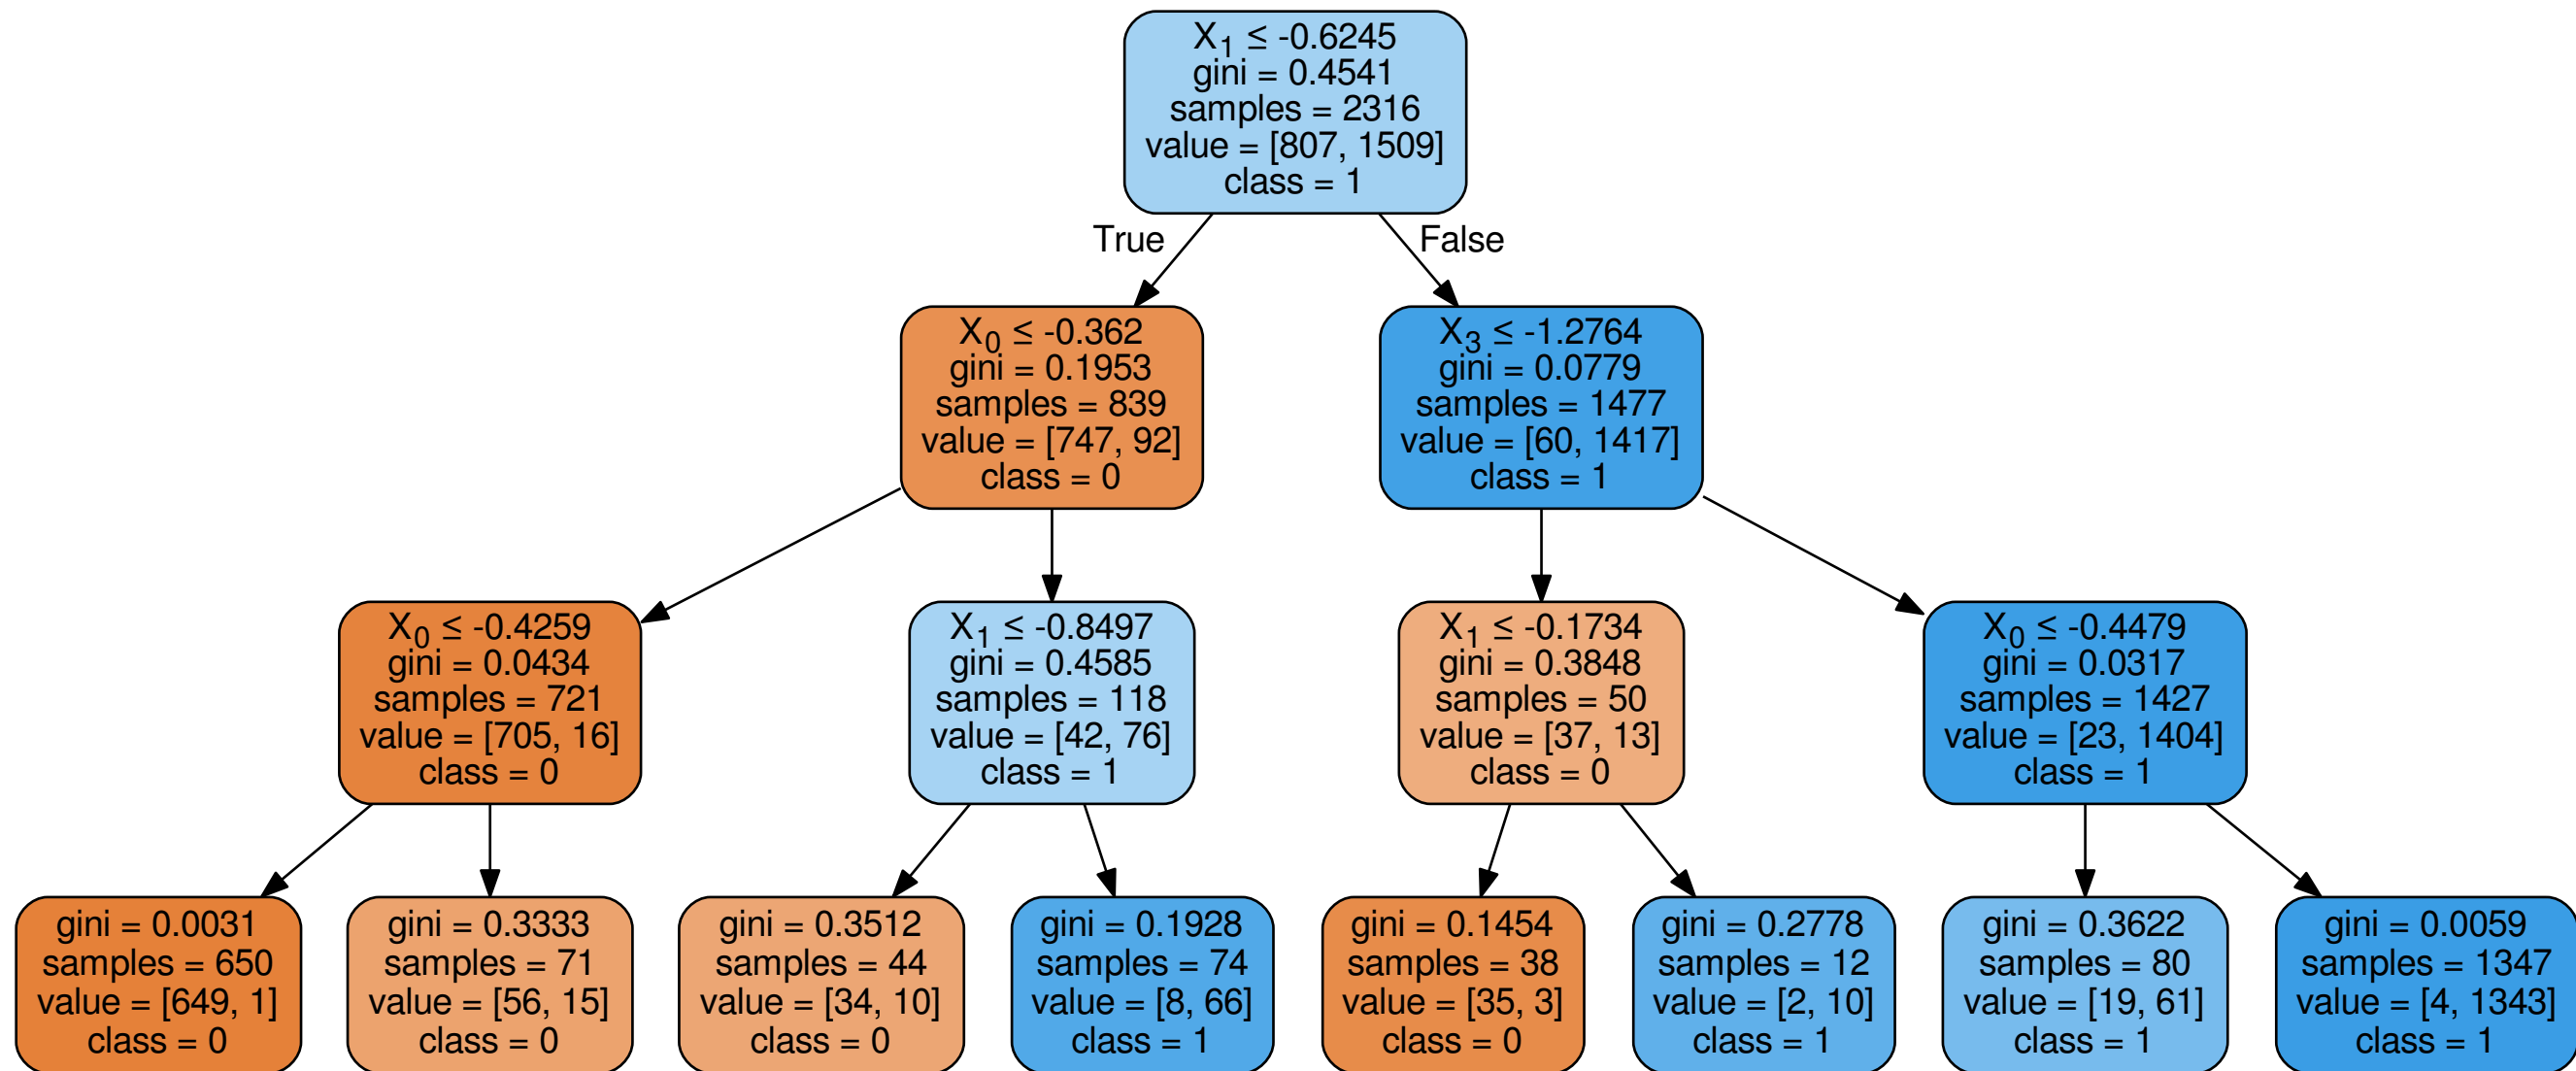 X₁ ≤ -0.6245
gini = 0.4541
samples = 2316
value = [807, 1509]
class = 1
True
False
X₀ ≤ -0.362
gini = 0.1953
samples = 839
value = [747, 92]
class = 0
X₃ ≤ -1.2764
gini = 0.0779
samples = 1477
value = [60, 1417]
class = 1
X₀ ≤ -0.4259
gini = 0.0434
samples = 721
value = [705, 16]
class = 0
X₁ ≤ -0.8497
gini = 0.4585
samples = 118
value = [42, 76]
class = 1
X₁ ≤ -0.1734
gini = 0.3848
samples = 50
value = [37, 13]
class = 0
X₀ ≤ -0.4479
gini = 0.0317
samples = 1427
value = [23, 1404]
class = 1
gini = 0.0031
samples = 650
value = [649, 1]
class = 0
gini = 0.3333
samples = 71
value = [56, 15]
class = 0
gini = 0.3512
samples = 44
value = [34, 10]
class = 0
gini = 0.1928
samples = 74
value = [8, 66]
class = 1
gini = 0.1454
samples = 38
value = [35, 3]
class = 0
gini = 0.2778
samples = 12
value = [2, 10]
class = 1
gini = 0.3622
samples = 80
value = [19, 61]
class = 1
gini = 0.0059
samples = 1347
value = [4, 1343]
class = 1